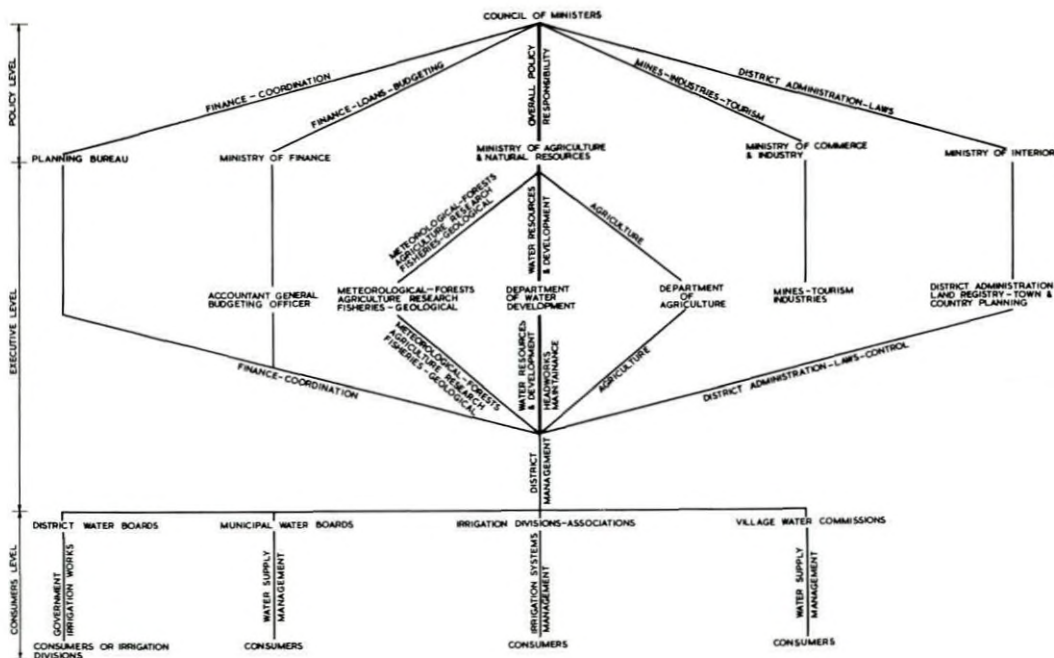 COUNCIL OF MINISTERS
POLICY LEVEL
FINANCE - COORDINATION
FINANCE-LOANS-BUDGETING
OVERALL POLICY
RESPONSIBILITY
MINES-INDUSTRIES-TOURISM
DISTRICT ADMINISTRATION-LAWS
PLANNING BUREAU
MINISTRY OF FINANCE
MINISTRY OF AGRICULTURE
& NATURAL RESOURCES
MINISTRY OF COMMERCE
& INDUSTRY
MINISTRY OF INTERIOR
EXECUTIVE LEVEL
METEOROLOGICAL-FORESTS
AGRICULTURE RESEARCH
FISHERIES-GEOLOGICAL
WATER RESOURCES
& DEVELOPMENT
AGRICULTURE
ACCOUNTANT GENERAL
BUDGETING OFFICER
METEOROLOGICAL-FORESTS
AGRICULTURE RESEARCH
FISHERIES-GEOLOGICAL
DEPARTMENT
OF WATER
DEVELOPMENT
DEPARTMENT
OF
AGRICULTURE
MINES-TOURISM
INDUSTRIES
DISTRICT ADMINISTRATION
LAND REGISTRY-TOWN &
COUNTRY PLANNING
FINANCE-COORDINATION
METEOROLOGICAL-FORESTS
AGRICULTURE RESEARCH
FISHERIES-GEOLOGICAL
WATER RESOURCES
& DEVELOPMENT
HEADWORKS
MAINTAINANCE
AGRICULTURE
DISTRICT ADMINISTRATION-LAWS-CONTROL
DISTRICT
MANAGEMENT
CONSUMERS LEVEL
DISTRICT WATER BOARDS
MUNICIPAL WATER BOARDS
IRRIGATION DIVISIONS-ASSOCIATIONS
VILLAGE WATER COMMISSIONS
GOVERNMENT
IRRIGATION WORKS
WATER SUPPLY
MANAGEMENT
IRRIGATION SYSTEMS
MANAGEMENT
WATER SUPPLY
MANAGEMENT
CONSUMERS OR IRRIGATION
DIVISIONS
CONSUMERS
CONSUMERS
CONSUMERS